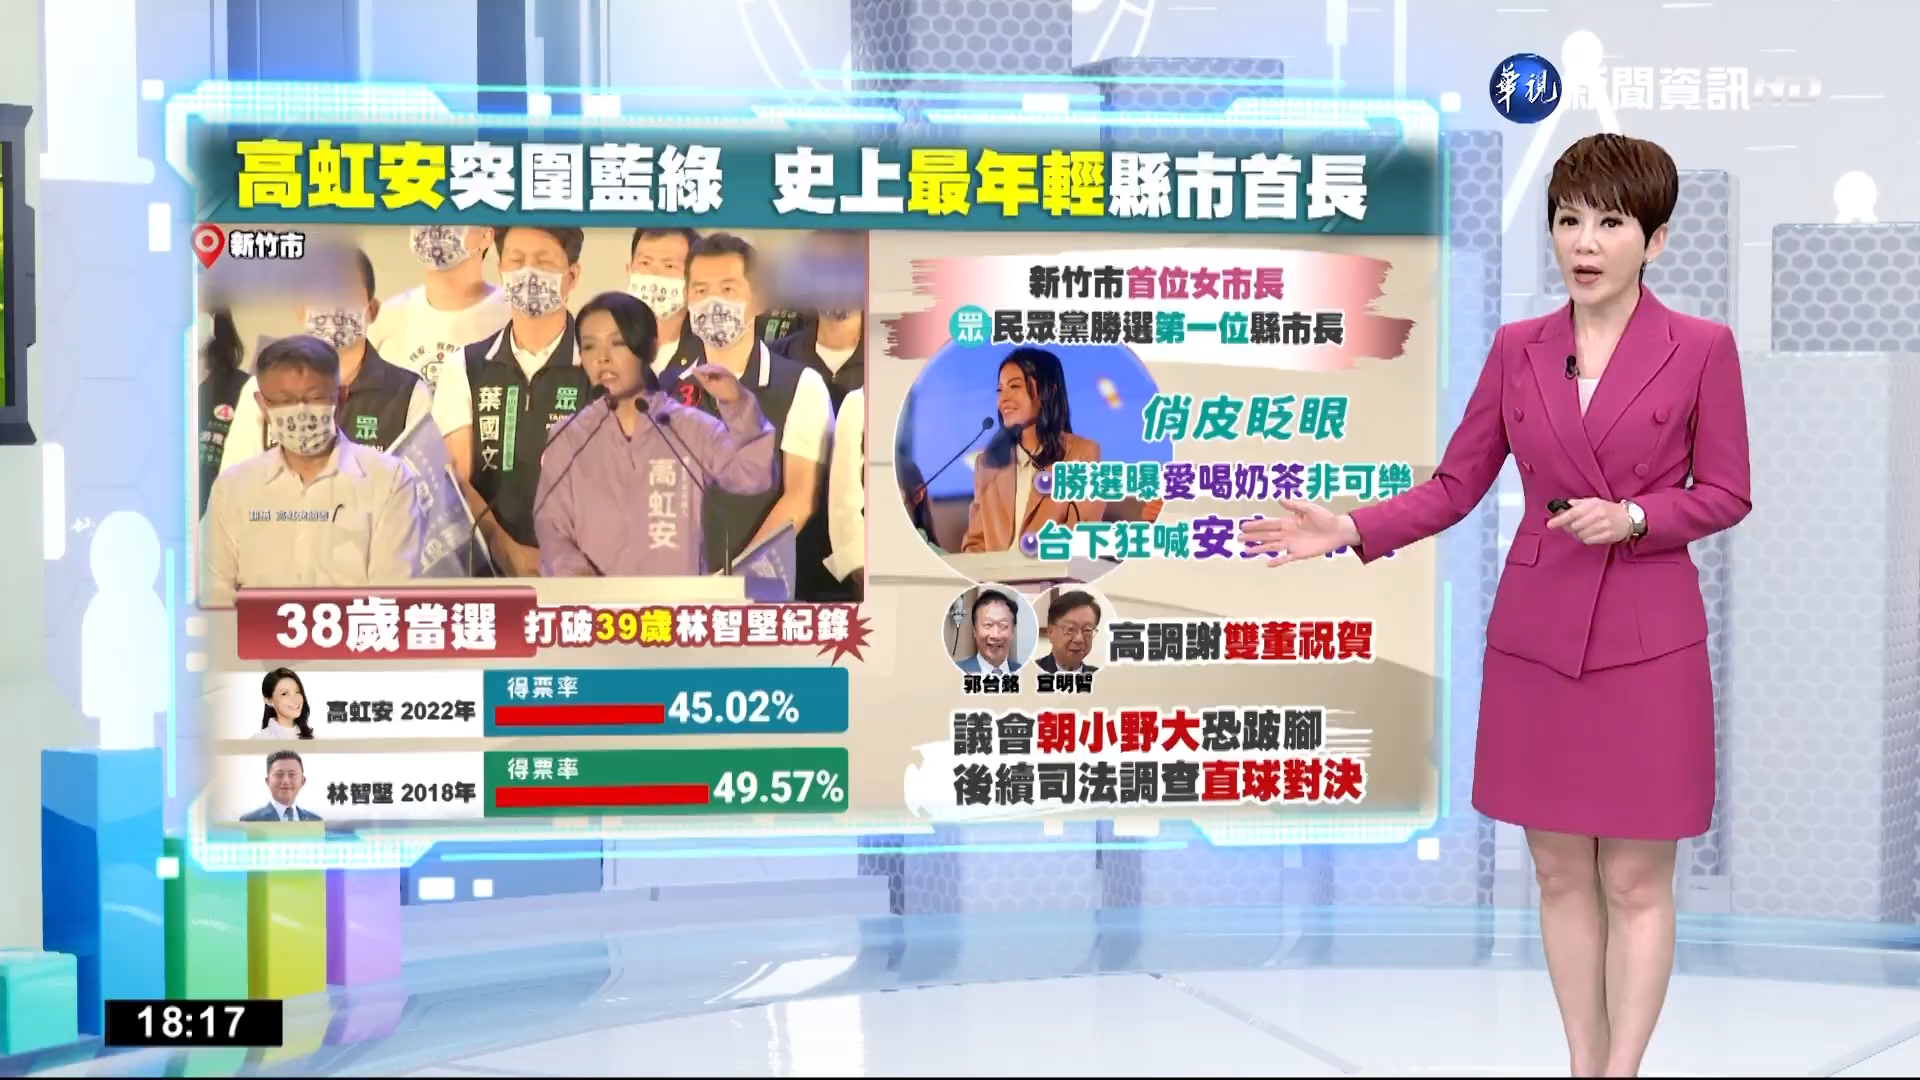 華視新聞資訊HD
高虹安突圍藍綠 史上最年輕縣市首長
新竹市
眾
眾
葉國文
高虹安
38歲當選 打破39歲林智堅紀錄
高虹安 2022年
得票率
45.02%
林智堅 2018年
得票率
49.57%
新竹市首位女市長
眾 民眾黨勝選第一位縣市長
俏皮眨眼
勝選曝愛喝奶茶非可樂
台下狂喊安
郭台銘 宣明智
高調謝雙董祝賀
議會朝小野大恐跛腳
後續司法調查直球對決
18:17